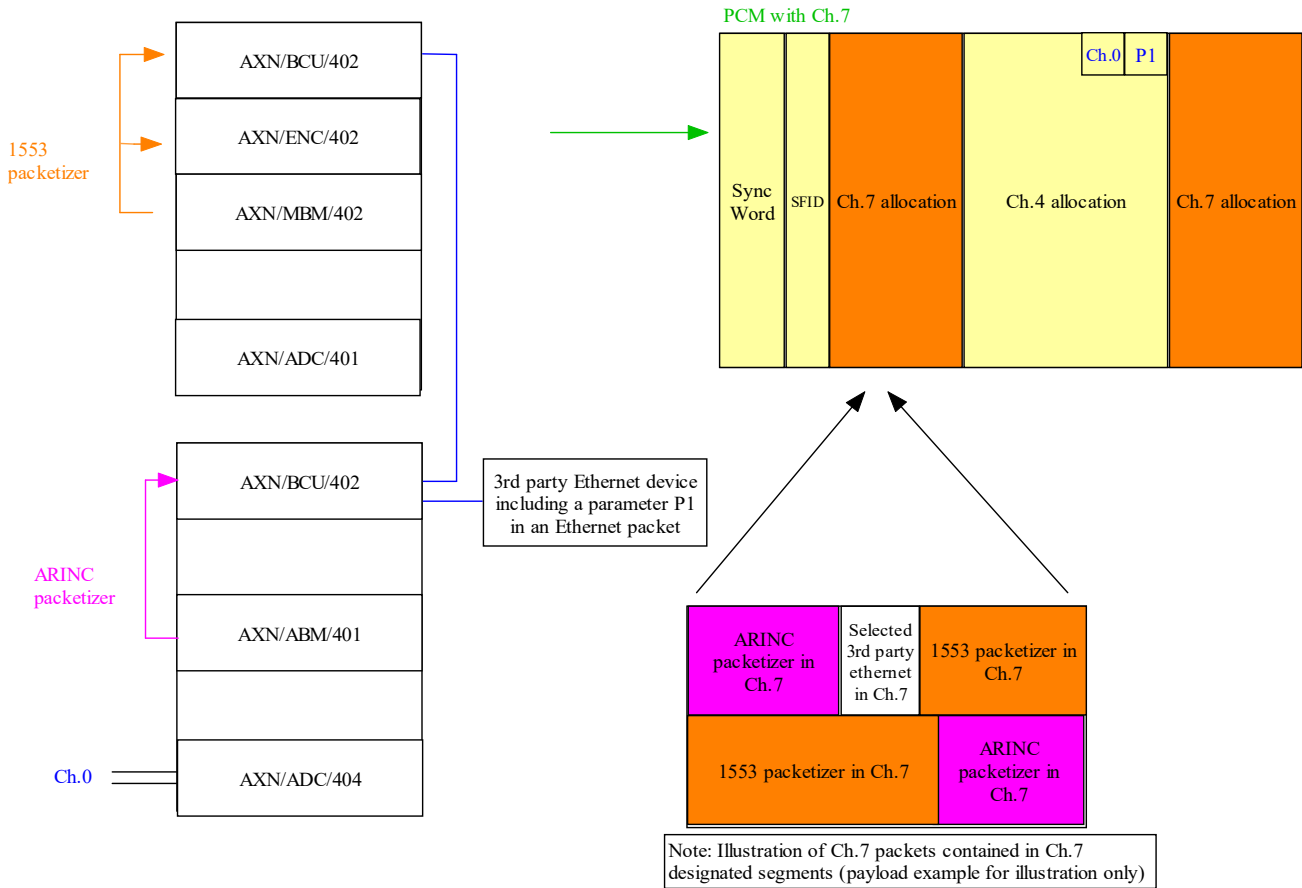 PCM with Ch.7
AXN/BCU/402
AXN/ENC/402
AXN/MBM/402
AXN/ADC/401
1553
packetizer
Ch.0
P1
Sync
Word
SFID
Ch.7 allocation
Ch.4 allocation
Ch.7 allocation
AXN/BCU/402
AXN/ABM/401
AXN/ADC/404
ARINC
packetizer
Ch.0
3rd party Ethernet device
including a parameter P1
in an Ethernet packet
ARINC
packetizer in
Ch.7
Selected
3rd party
ethernet
in Ch.7
1553 packetizer in
Ch.7
1553 packetizer in Ch.7
ARINC
packetizer in
Ch.7
Note: Illustration of Ch.7 packets contained in Ch.7
designated segments (payload example for illustration only)